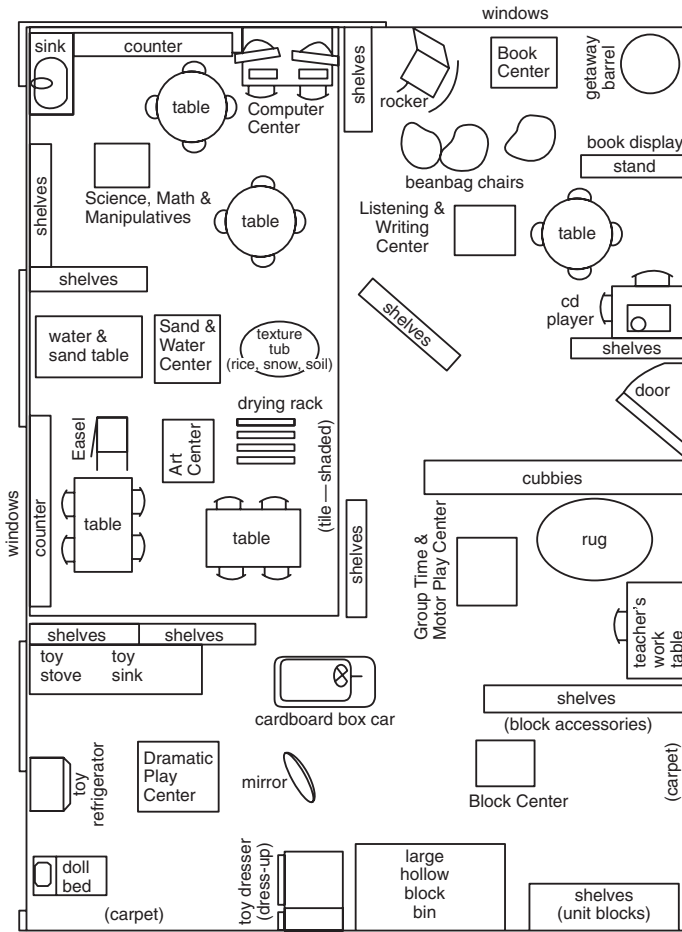 windows
sink
counter
shelves
rocker
Book
Center
getaway
barrel
table
Computer
Center
beanbag chairs
book display
stand
shelves
Science, Math &
Manipulatives
table
Listening &
Writing
Center
table
shelves
shelves
cd
player
shelves
water &
sand table
Sand &
Water
Center
texture
tub
(rice, snow, soil)
door
drying rack
Easel
Art
Center
(tile — shaded)
cubbies
windows
counter
table
table
shelves
Group Time &
Motor Play Center
rug
teacher's
work
table
shelves
shelves
toy
stove
toy
sink
cardboard box car
shelves
(block accessories)
toy
refrigerator
Dramatic
Play
Center
mirror
Block Center
(carpet)
doll
bed
(carpet)
toy dresser
(dress-up)
large
hollow
block
bin
shelves
(unit blocks)